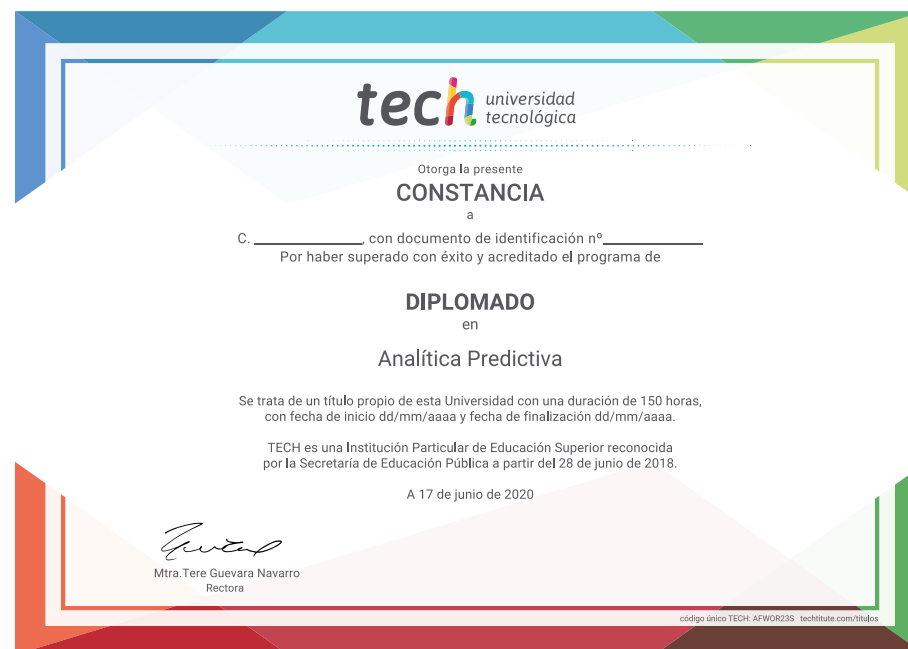 tech universidad
tecnológica
Otorga la presente
CONSTANCIA
a
C. ____________, con documento de identificación nº____________
Por haber superado con éxito y acreditado el programa de
DIPLOMADO
en
Analítica Predictiva
Se trata de un título propio de esta Universidad con una duración de 150 horas,
con fecha de inicio dd/mm/aaaa y fecha de finalización dd/mm/aaaa.
TECH es una Institución Particular de Educación Superior reconocida
por la Secretaría de Educación Pública a partir del 28 de junio de 2018.
A 17 de junio de 2020
Mtra.Tere Guevara Navarro
Rectora
código único TECH: AFWOR23S techtitute.com/titulos